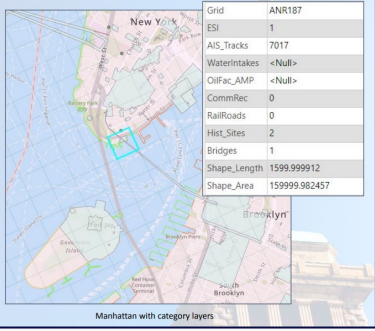 New York
Battery Park
Brooklyn
Brooklyn Piers
Red Hook
Container
Terminal
South
Brooklyn
Grid ANR187
ESI 1
AIS_Tracks 7017
WaterIntakes <Null>
OilFac_AMP <Null>
CommRec 0
RailRoads 0
Hist_Sites 2
Bridges 1
Shape_Length 1599.999912
Shape_Area 159999.982457
Manhattan with category layers